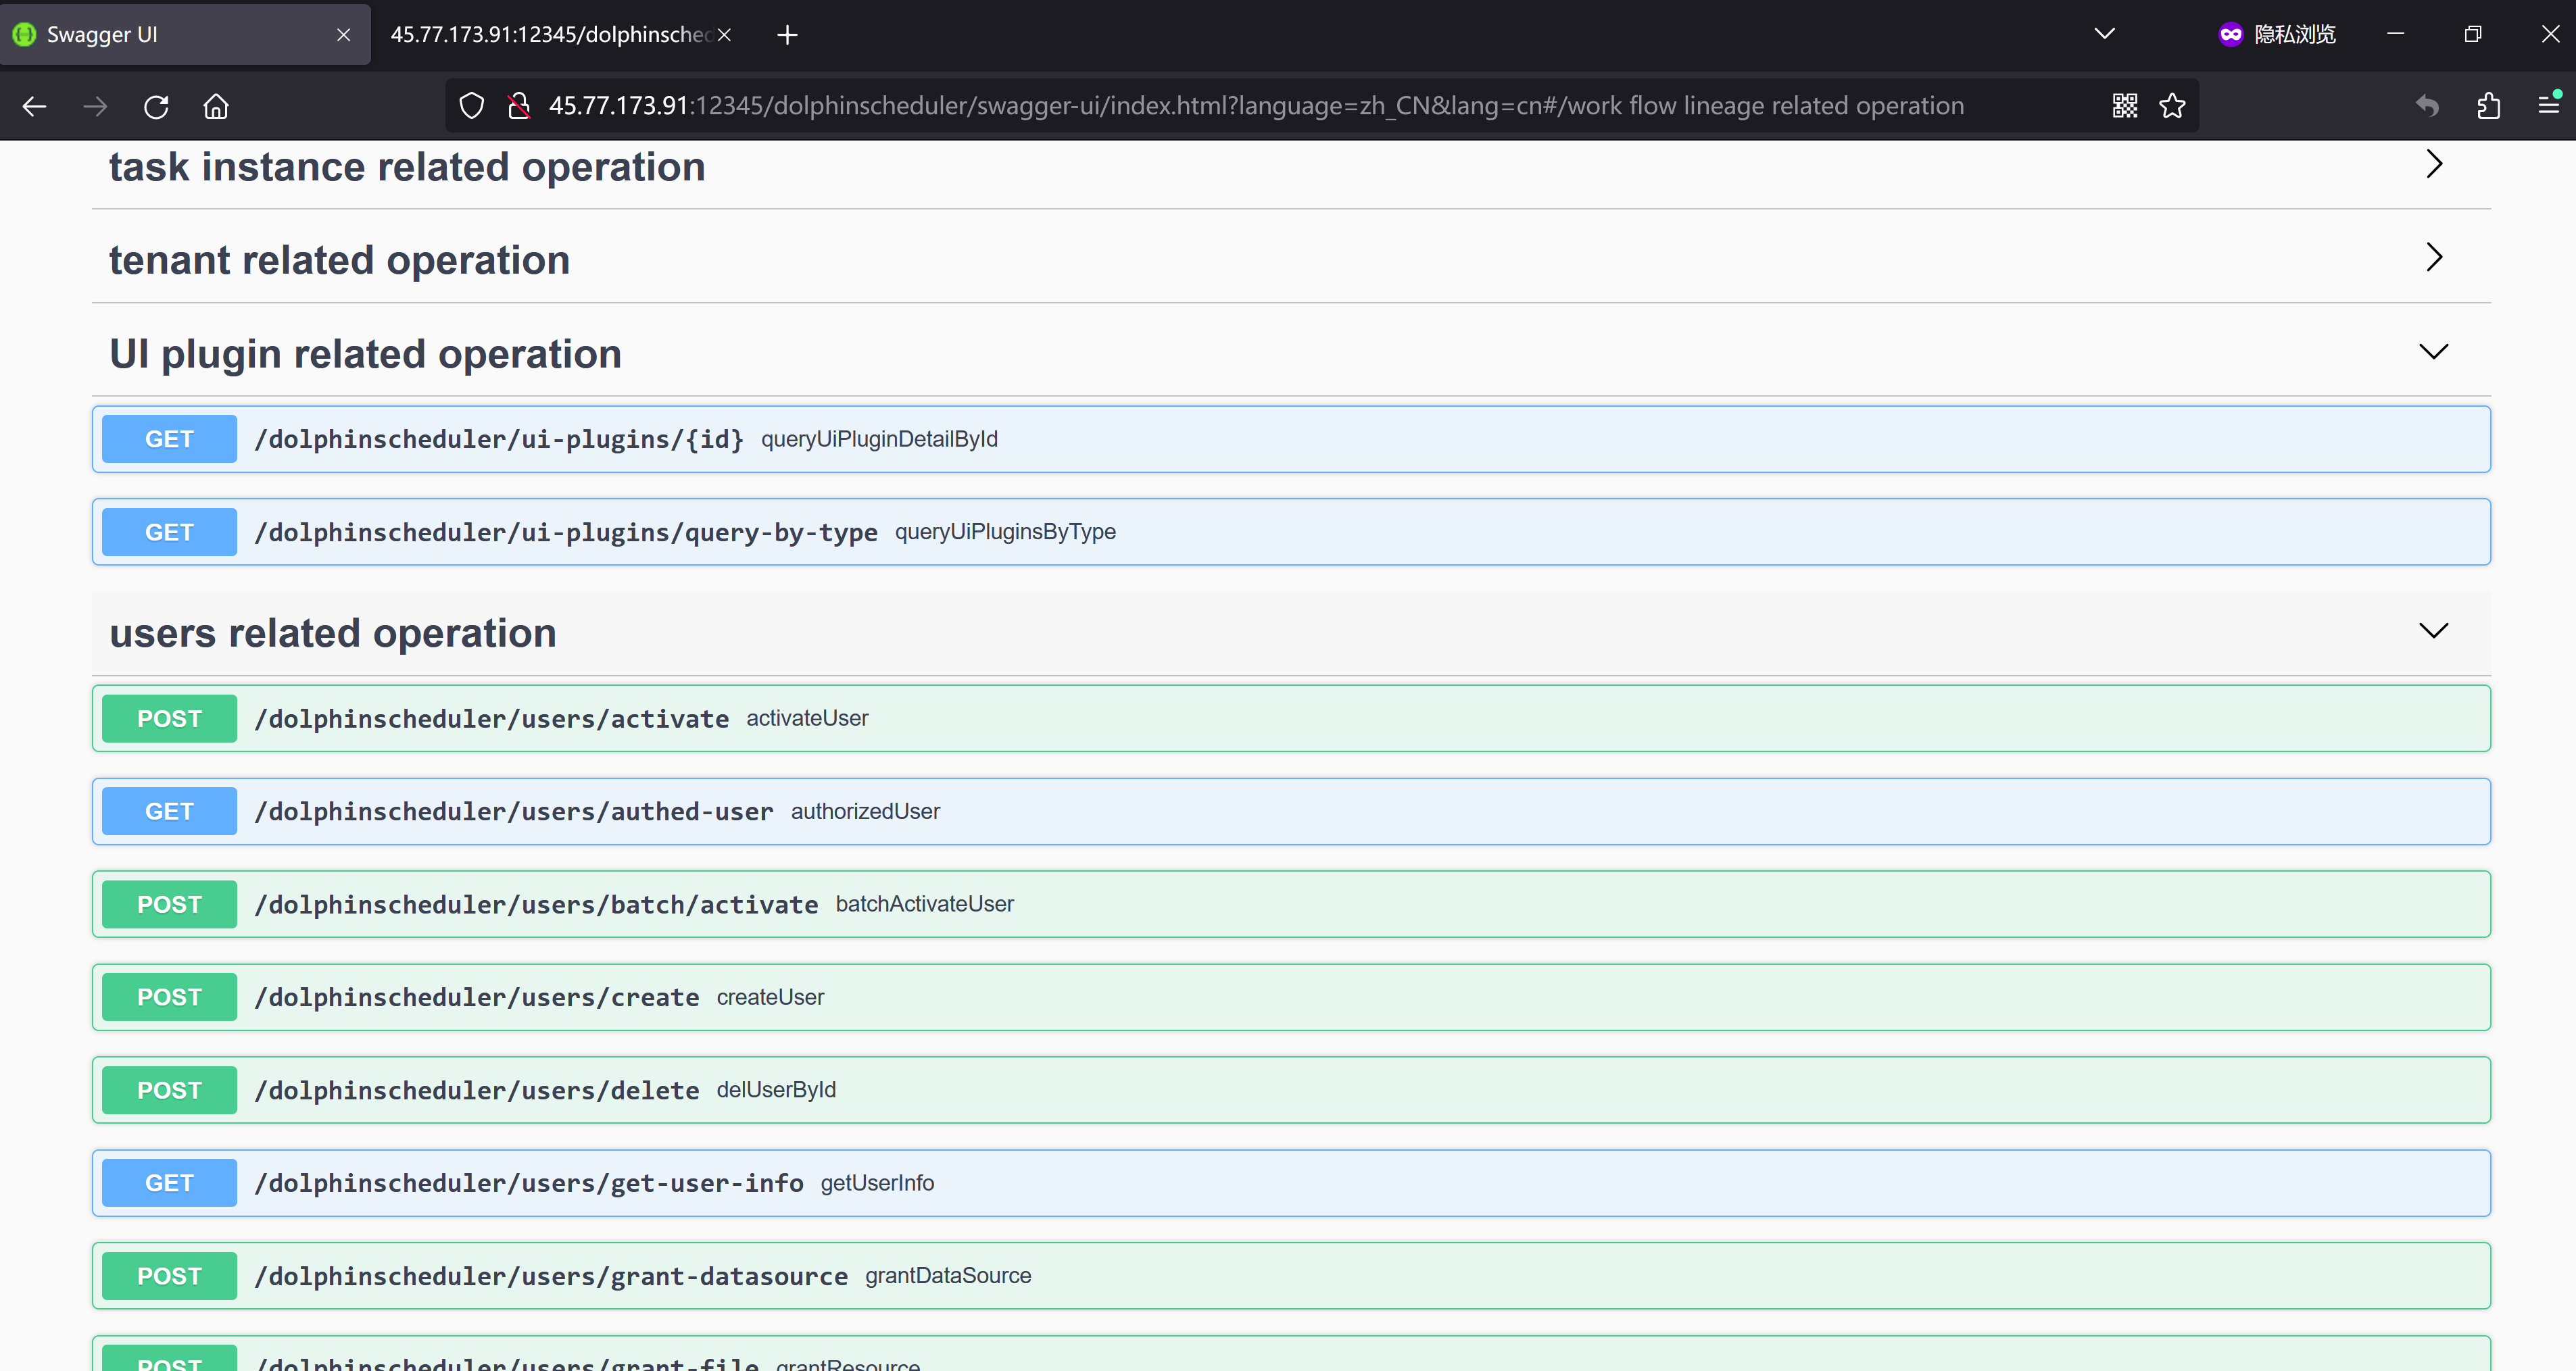 Swagger UI
45.77.173.91:12345/dolphinsched
隐私浏览
45.77.173.91:12345/dolphinscheduler/swagger-ui/index.html?language=zh_CN&lang=cn#/work flow lineage related operation
task instance related operation
tenant related operation
UI plugin related operation
GET /dolphinscheduler/ui-plugins/{id} queryUiPluginDetailById
GET /dolphinscheduler/ui-plugins/query-by-type queryUiPluginsByType
users related operation
POST /dolphinscheduler/users/activate activateUser
GET /dolphinscheduler/users/authed-user authorizedUser
POST /dolphinscheduler/users/batch/activate batchActivateUser
POST /dolphinscheduler/users/create createUser
POST /dolphinscheduler/users/delete delUserById
GET /dolphinscheduler/users/get-user-info getUserInfo
POST /dolphinscheduler/users/grant-datasource grantDataSource
POST /dolphinscheduler/users/grant-file grantResource